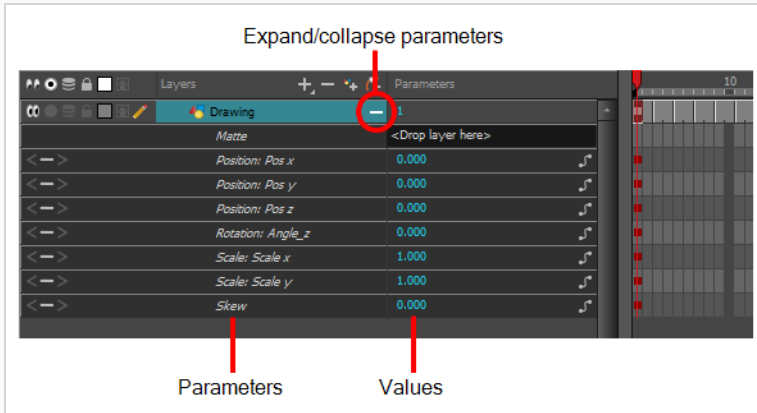 Expand/collapse parameters
Layers Parameters 10
Drawing 1
Matte <Drop layer here>
Position: Pos x 0.000
Position: Pos y 0.000
Position: Pos z 0.000
Rotation: Angle_z 0.000
Scale: Scale x 1.000
Scale: Scale y 1.000
Skew 0.000
Parameters Values